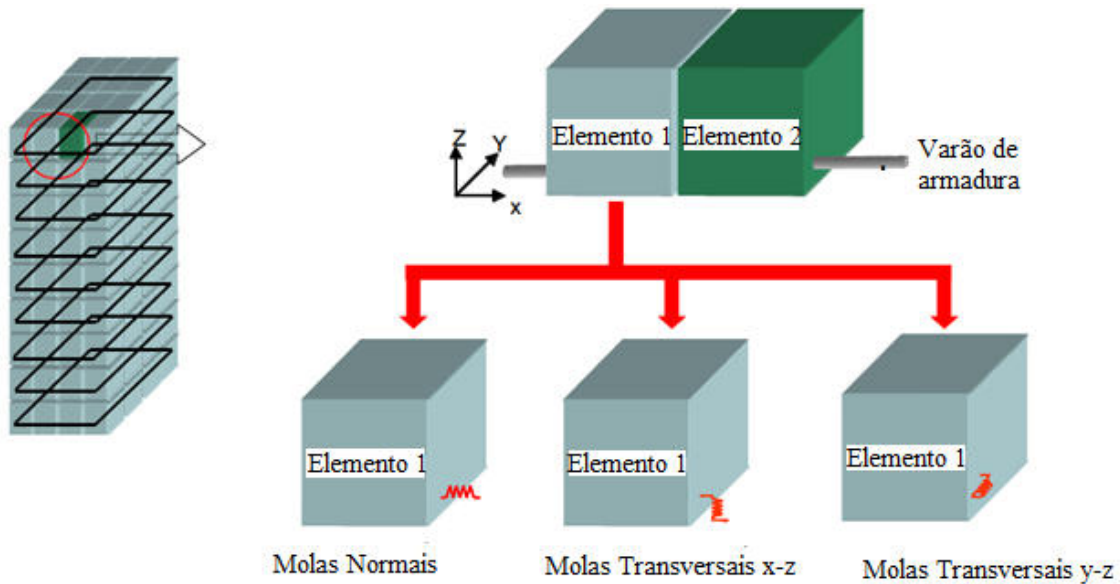 Elemento 1
Elemento 2
Z
Y
x
Varão de
armadura
Elemento 1
Elemento 1
Elemento 1
Molas Normais
Molas Transversais x-z
Molas Transversais y-z